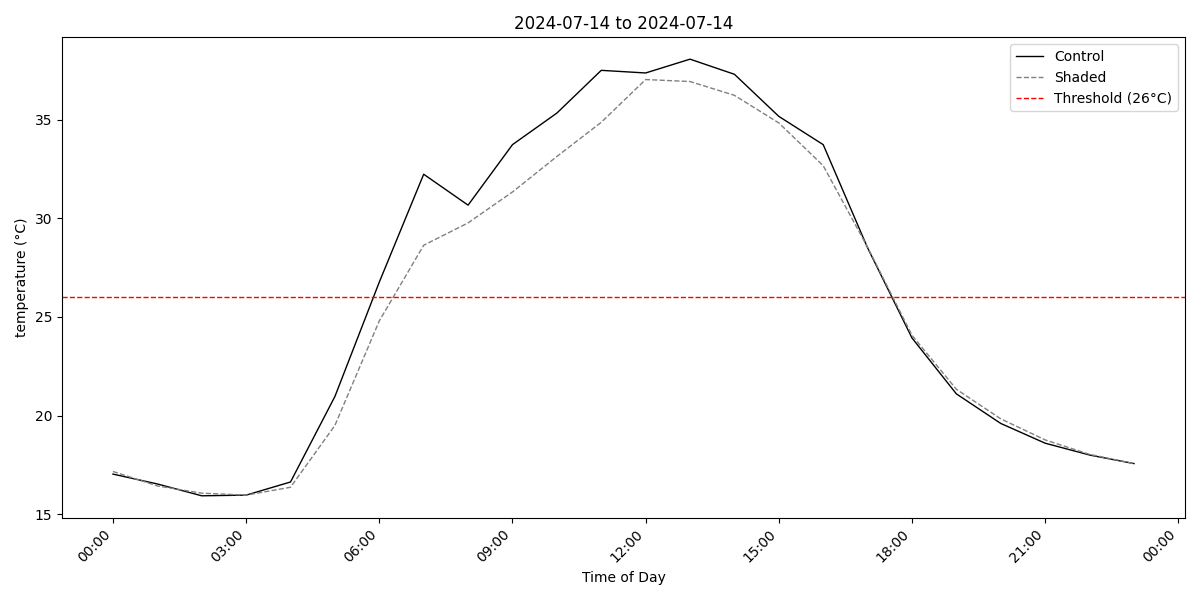 2024-07-14 to 2024-07-14
Control
Shaded
Threshold (26°C)
temperature (°C)
35
30
25
20
15
00:00
03:00
06:00
09:00
12:00
15:00
18:00
21:00
00:00
Time of Day